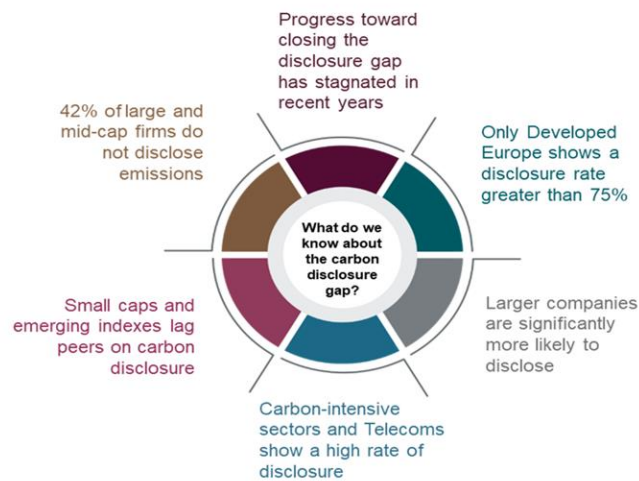 Progress toward
closing the
disclosure gap
has stagnated in
recent years
42% of large and
mid-cap firms do
not disclose
emissions
Only Developed
Europe shows a
disclosure rate
greater than 75%
What do we
know about
the carbon
disclosure
gap?
Small caps and
emerging indexes lag
peers on carbon
disclosure
Larger companies
are significantly
more likely to
disclose
Carbon-intensive
sectors and Telecoms
show a high rate of
disclosure